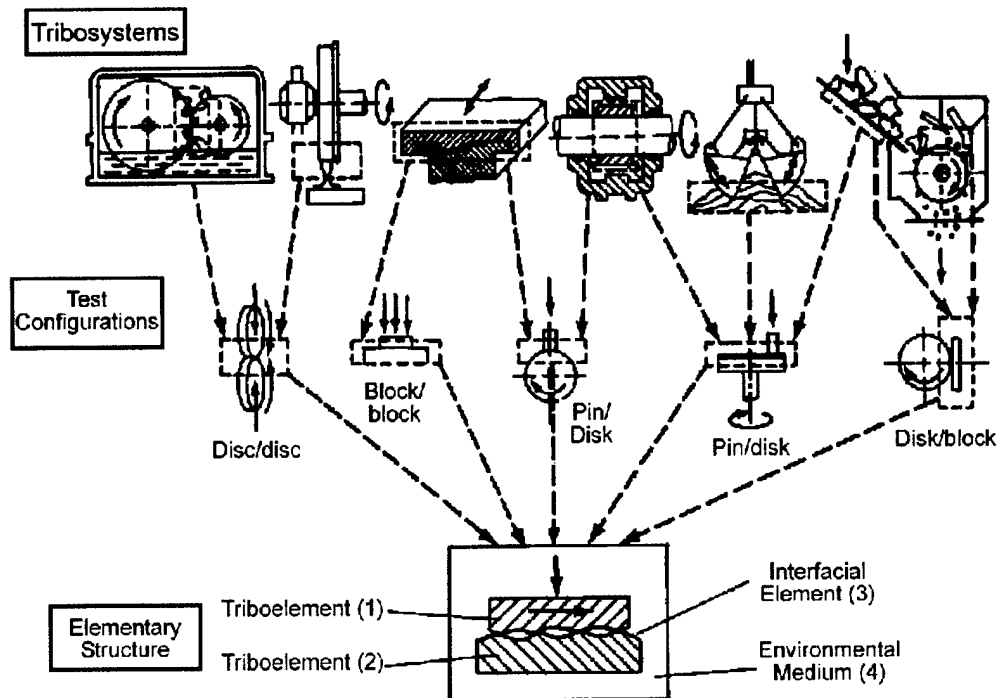 Tribosystems
Test
Configurations
Disc/disc
Block/
block
Pin/
Disk
Pin/disk
Disk/block
Elementary
Structure
Triboelement (1)
Triboelement (2)
Interfacial
Element (3)
Environmental
Medium (4)